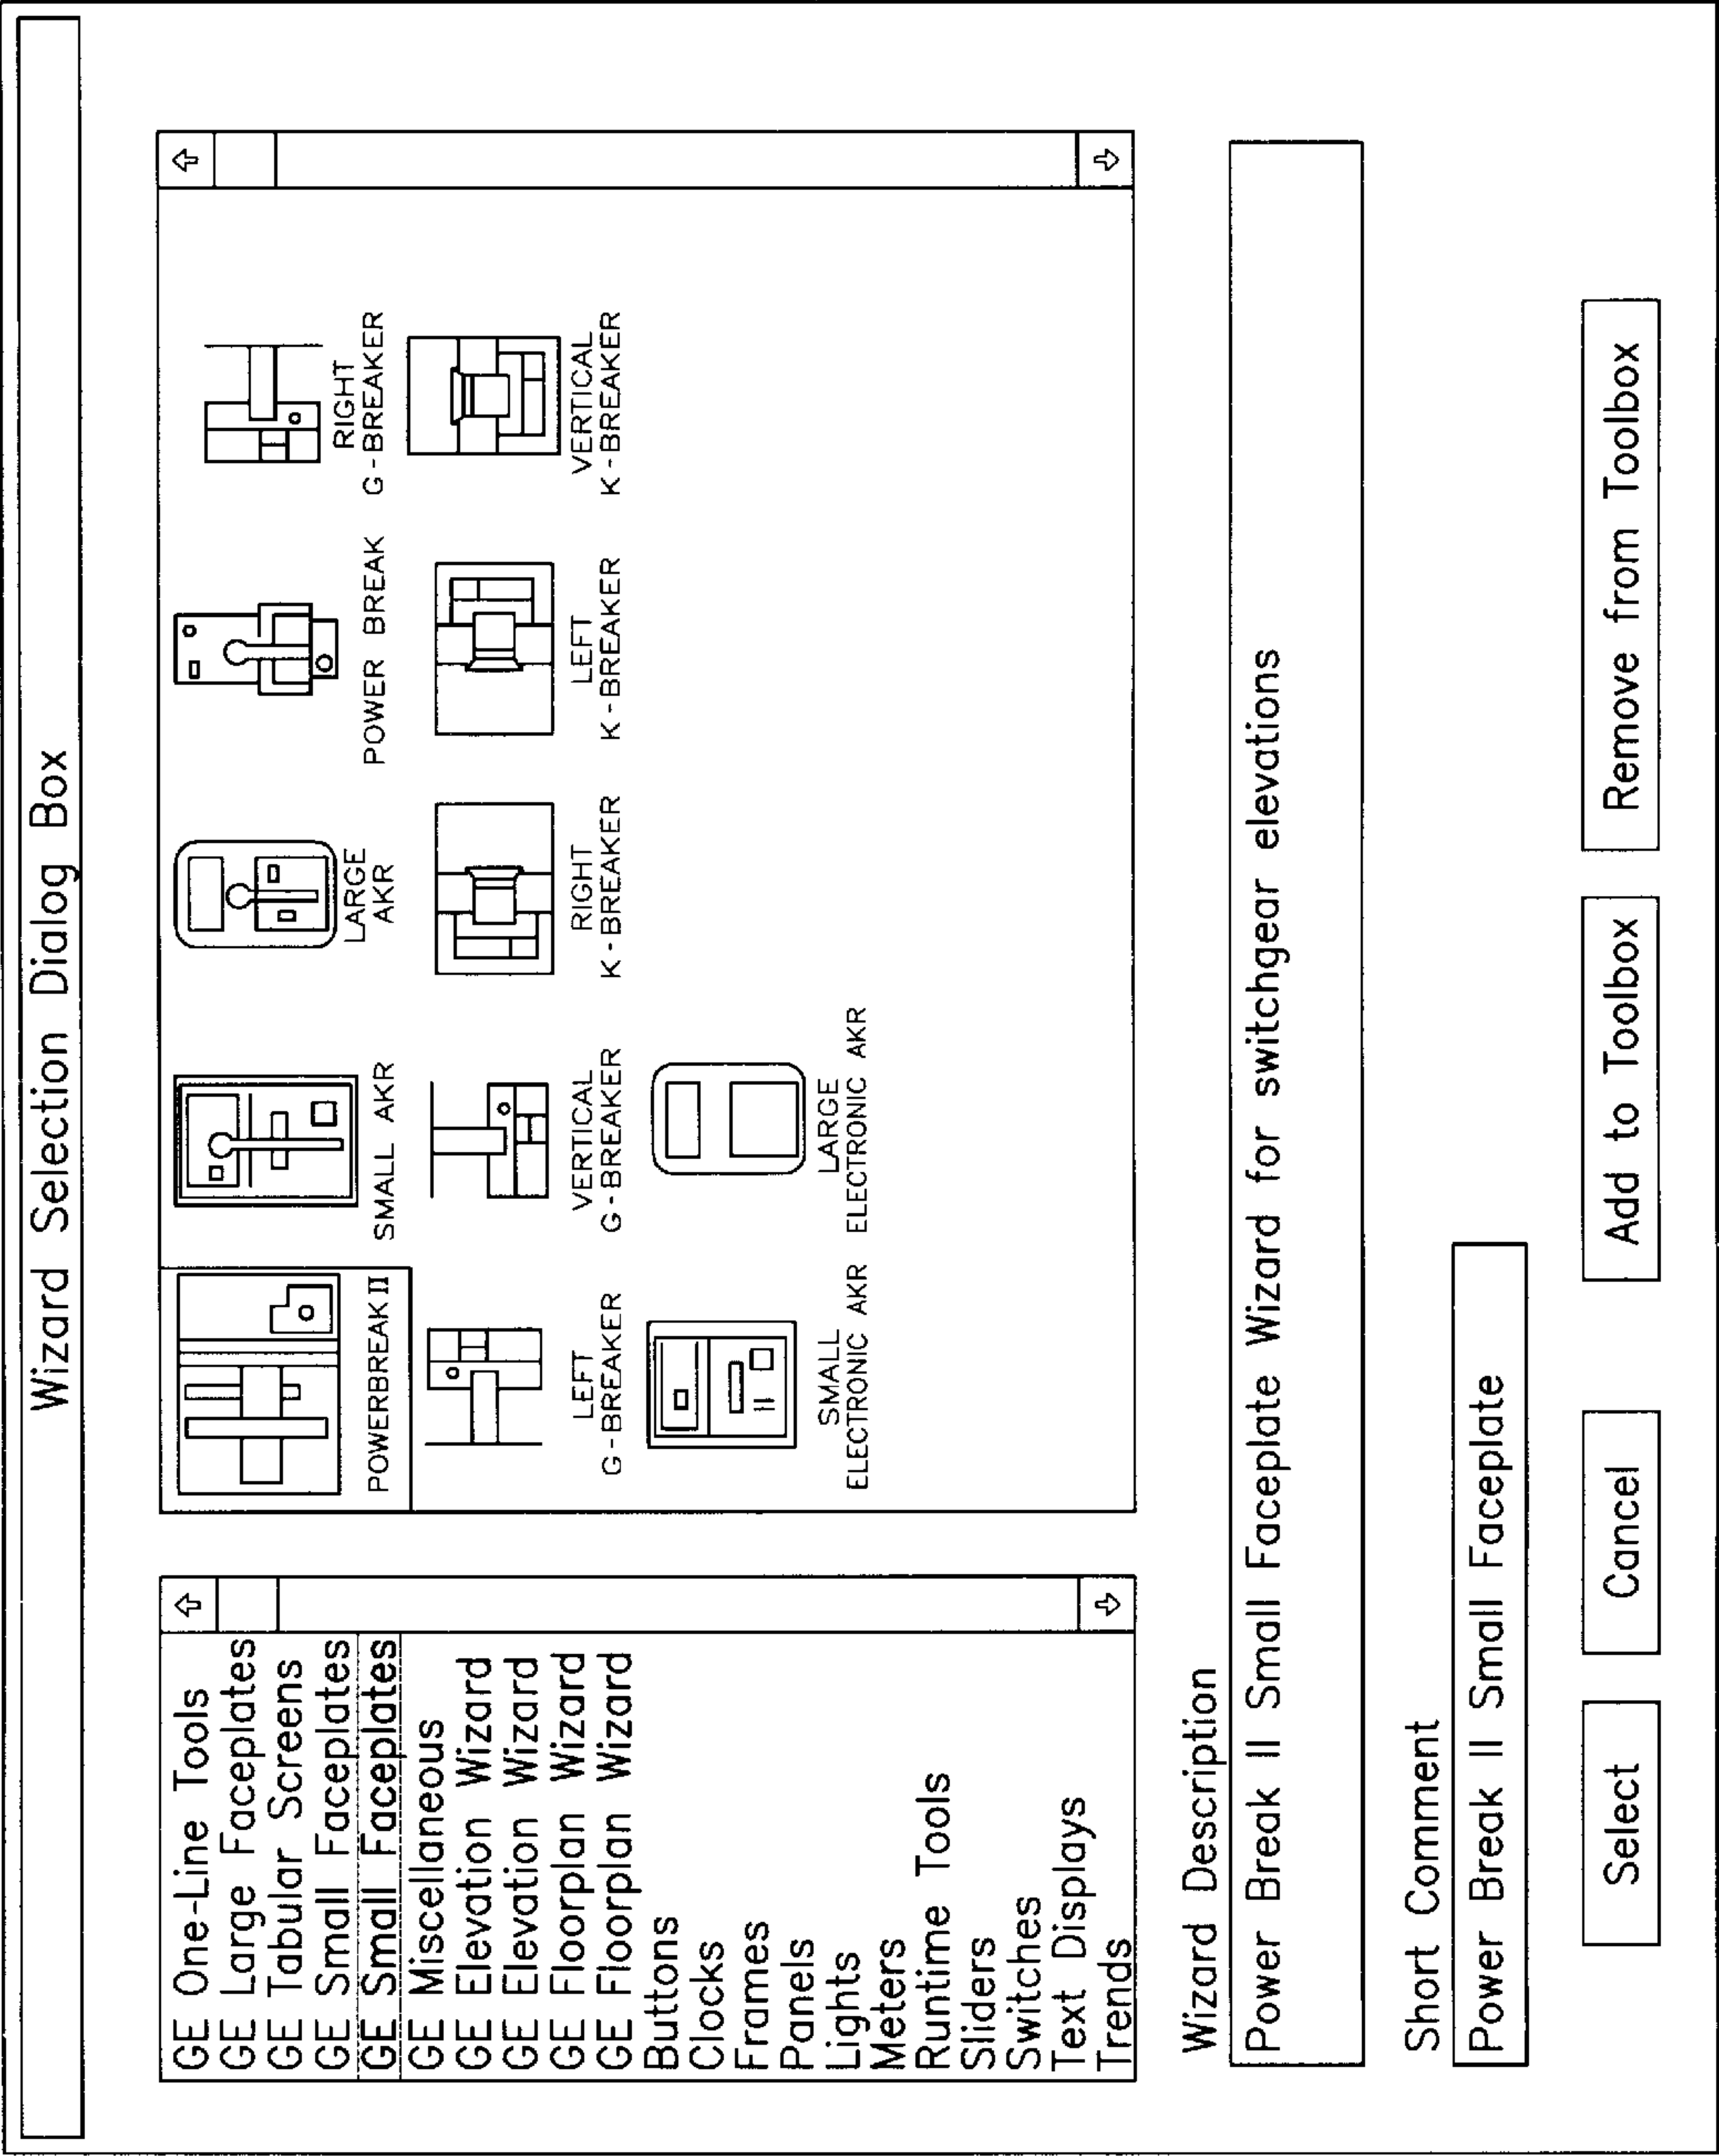 Wizard Selection Dialog Box
GE One-Line Tools
GE Large Faceplates
GE Tabular Screens
GE Small Faceplates
GE Small Faceplates
GE Miscellaneous
GE Elevation Wizard
GE Elevation Wizard
GE Floorplan Wizard
GE Floorplan Wizard
Buttons
Clocks
Frames
Panels
Lights
Meters
Runtime Tools
Sliders
Switches
Text Displays
Trends
POWERBREAK II
SMALL AKR
LARGE
AKR
POWER BREAK
RIGHT
G-BREAKER
LEFT
G-BREAKER
VERTICAL
G-BREAKER
RIGHT
K-BREAKER
LEFT
K-BREAKER
VERTICAL
K-BREAKER
SMALL
ELECTRONIC AKR
LARGE
ELECTRONIC AKR
Wizard Description
Power Break II Small Faceplate Wizard for switchgear elevations
Short Comment
Power Break II Small Faceplate
Select
Cancel
Add to Toolbox
Remove from Toolbox